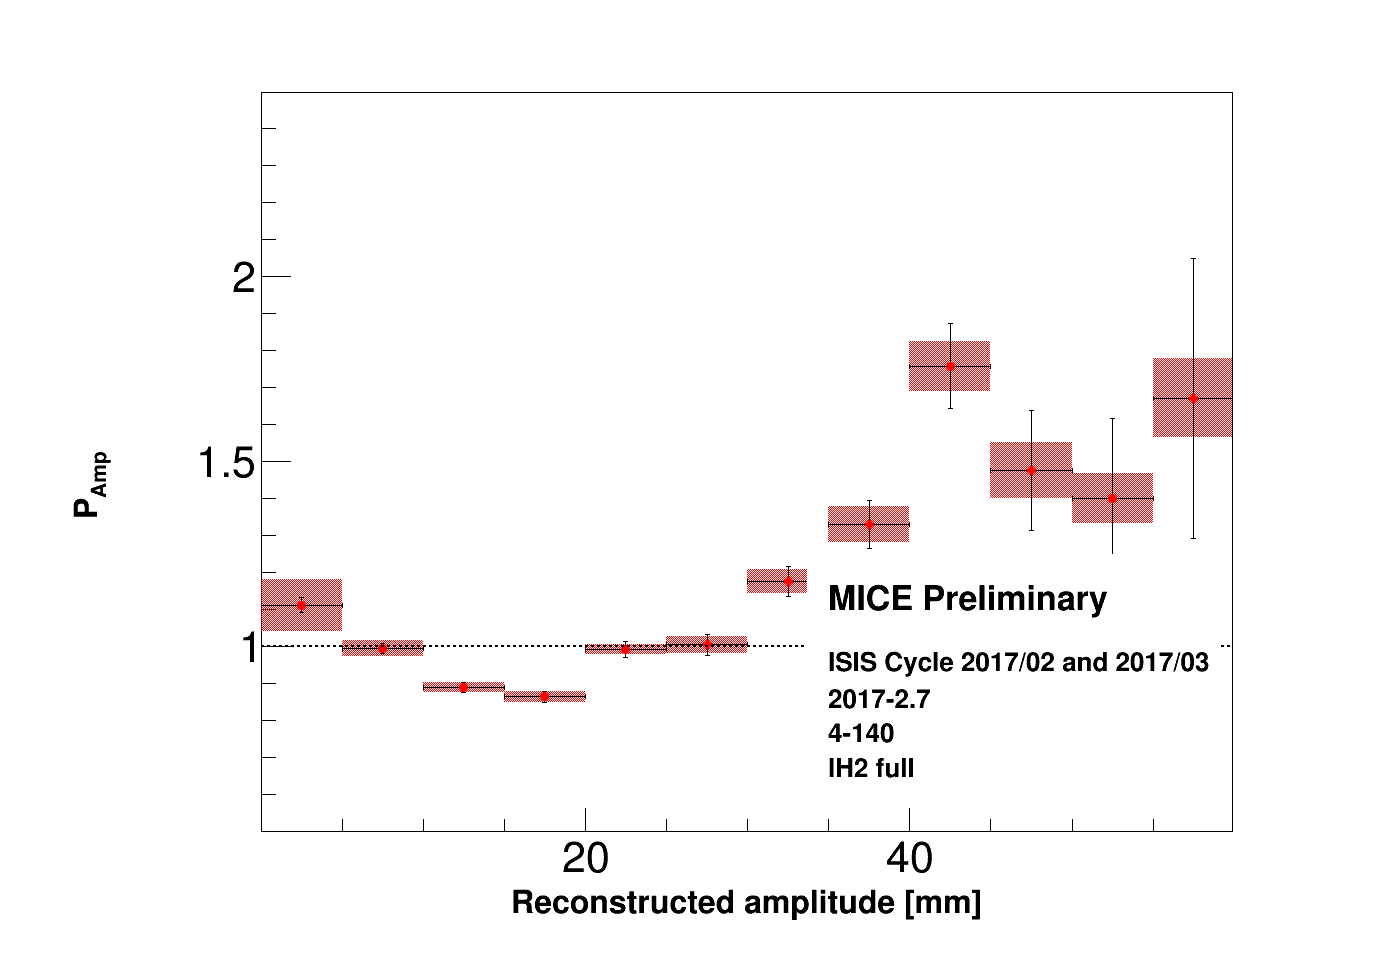 2
1.5
P_Amp
MICE Preliminary
1
ISIS Cycle 2017/02 and 2017/03
2017-2.7
4-140
IH2 full
20 40
Reconstructed amplitude [mm]